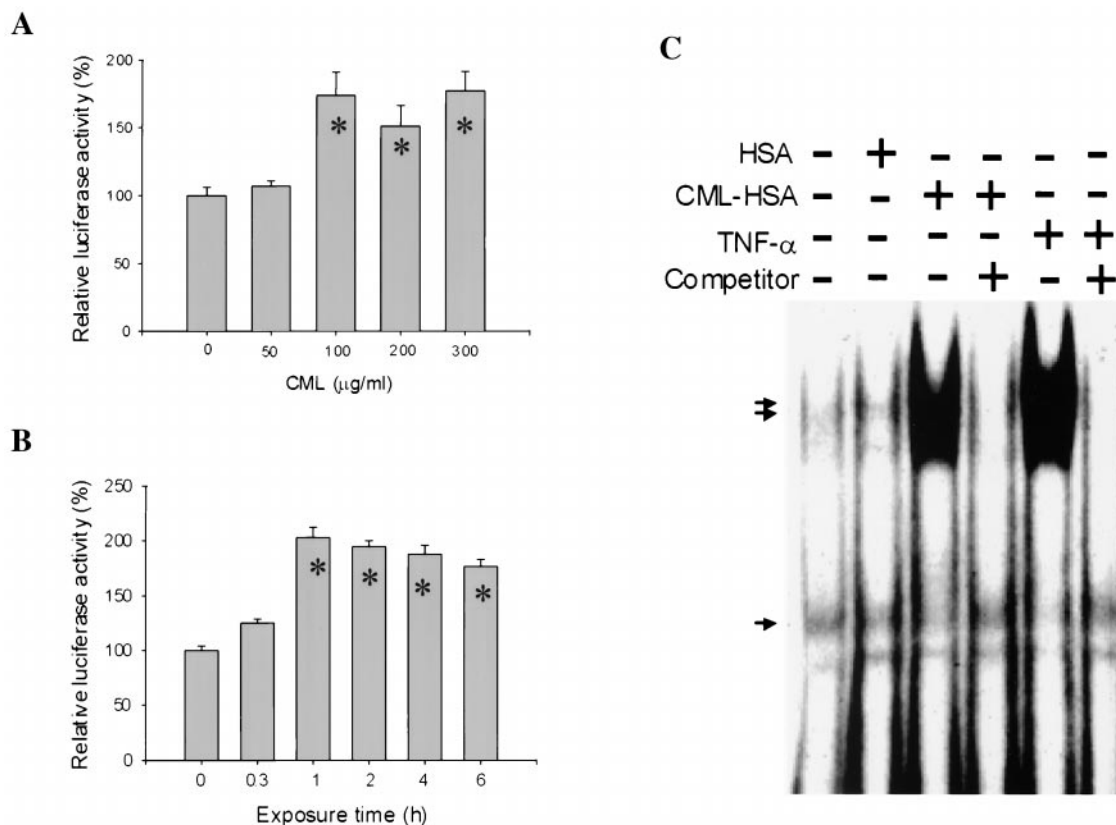 A
Relative luciferase activity (%)
200
150
100
50
0
* * *
0 50 100 200 300
CML (μg/ml)
B
Relative luciferase activity (%)
250
200
150
100
50
0
* * * *
0 0.3 1 2 4 6
Exposure time (h)
C
HSA - + - - - -
CML-HSA - - + + - -
TNF-α - - - - + +
Competitor - - - + - +